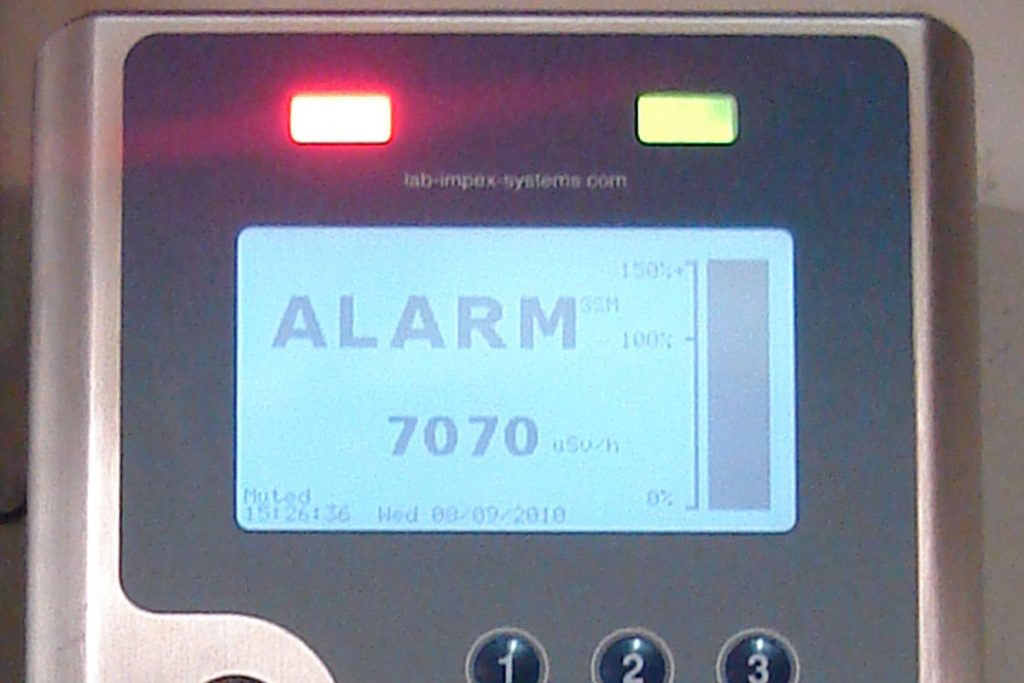 lab-impex-systems.com
150%+
ALARM SSM
100%
7070 uSv/h
0%
Muted
15:26:36 Wed 08/09/2010
1 2 3